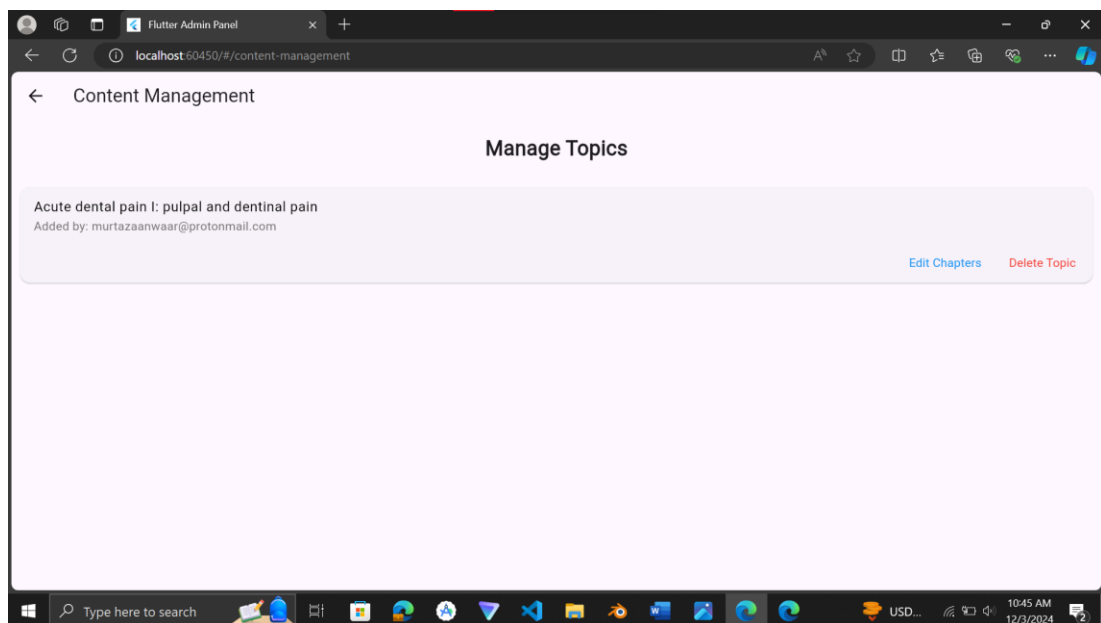 Flutter Admin Panel
localhost:60450/#/content-management
Content Management
Manage Topics
Acute dental pain I: pulpal and dentinal pain
Added by: murtazaanwaar@protonmail.com
Edit Chapters Delete Topic
Type here to search
USD...
10:45 AM
12/3/2024
2